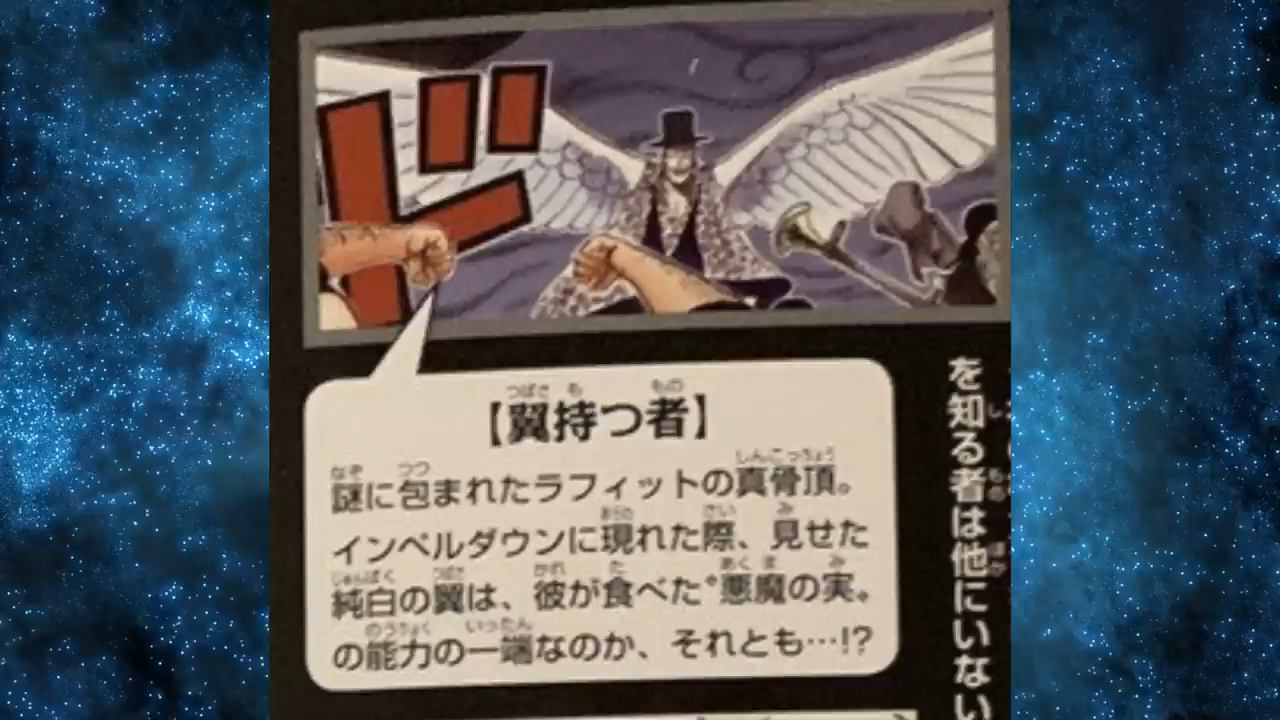 ド
【翼持つ者】
謎に包まれたラフィットの真骨頂。
インペルダウンに現れた際、見せた
純白の翼は、彼が食べた“悪魔の実”
の能力の一端なのか、それとも…!?
を知る者は他にいない